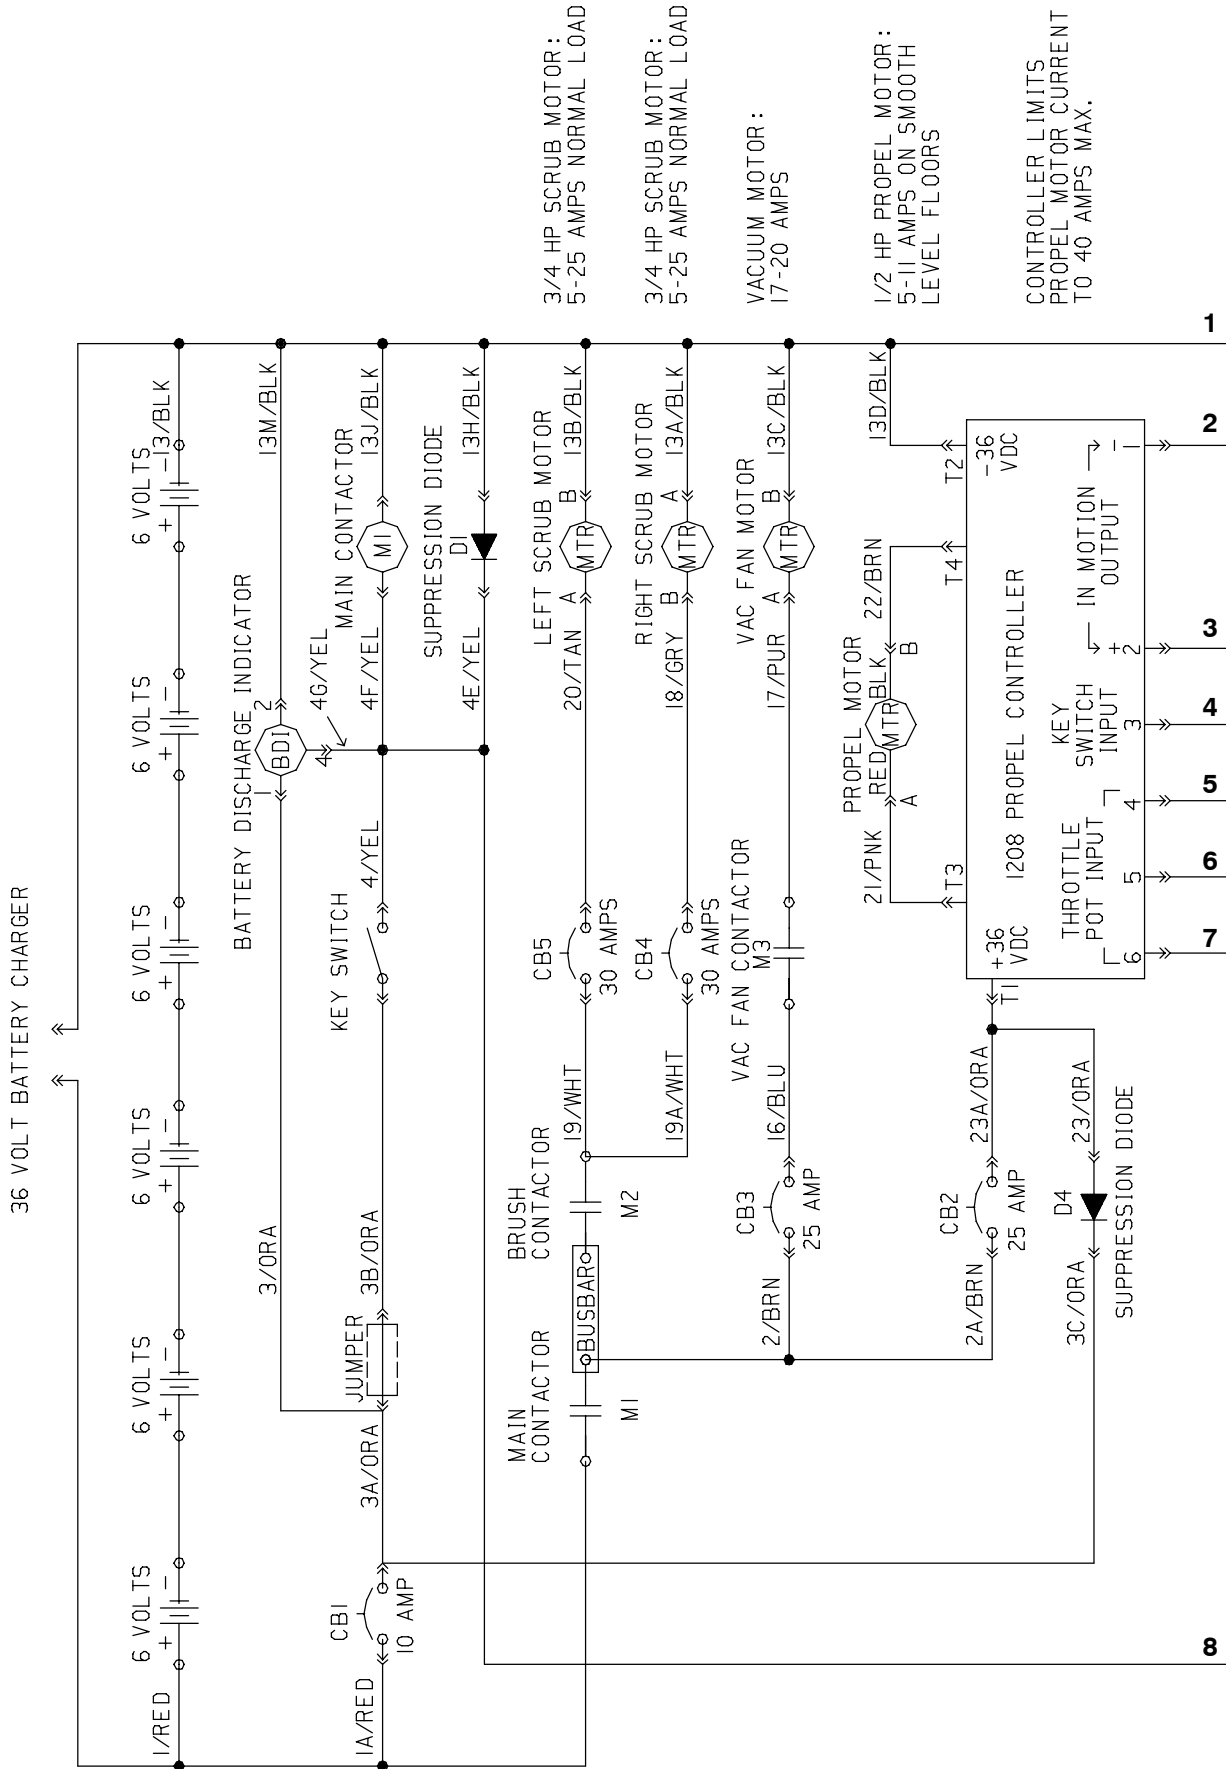 36 VOLT BATTERY CHARGER
6 VOLTS
+ -
6 VOLTS
+ -
6 VOLTS
+ -
6 VOLTS
+ -
6 VOLTS
+ -
6 VOLTS
+ -
1/RED
13/BLK
BATTERY DISCHARGE INDICATOR
3/ORA
1
BDI
2
4
13M/BLK
4G/YEL
1A/RED
CB1
10 AMP
3A/ORA
JUMPER
3B/ORA
KEY SWITCH
4/YEL
4F/YEL
MAIN CONTACTOR
M1
13J/BLK
4E/YEL
SUPPRESSION DIODE
D1
13H/BLK
MAIN
CONTACTOR
M1
BUSBAR
BRUSH
CONTACTOR
M2
19/WHT
CB5
30 AMPS
20/TAN
LEFT SCRUB MOTOR
A
MTR
B
13B/BLK
3/4 HP SCRUB MOTOR:
5-25 AMPS NORMAL LOAD
19A/WHT
CB4
30 AMPS
18/GRY
RIGHT SCRUB MOTOR
B
MTR
A
13A/BLK
3/4 HP SCRUB MOTOR:
5-25 AMPS NORMAL LOAD
2/BRN
CB3
25 AMP
16/BLU
VAC FAN CONTACTOR
M3
17/PUR
VAC FAN MOTOR
A
MTR
B
13C/BLK
VACUUM MOTOR:
17-20 AMPS
2A/BRN
CB2
25 AMP
23A/ORA
21/PNK
PROPEL MOTOR
A
RED
MTR
BLK
B
22/BRN
13D/BLK
1/2 HP PROPEL MOTOR:
5-11 AMPS ON SMOOTH
LEVEL FLOORS
3C/ORA
D4
23/ORA
SUPPRESSION DIODE
T1
T3
T4
T2
+36
VDC
-36
VDC
1208 PROPEL CONTROLLER
THROTTLE
POT INPUT
KEY
SWITCH
INPUT
IN MOTION
OUTPUT
+ -
6
5
4
3
2
1
CONTROLLER LIMITS
PROPEL MOTOR CURRENT
TO 40 AMPS MAX.
8
7
6
5
4
3
2
1